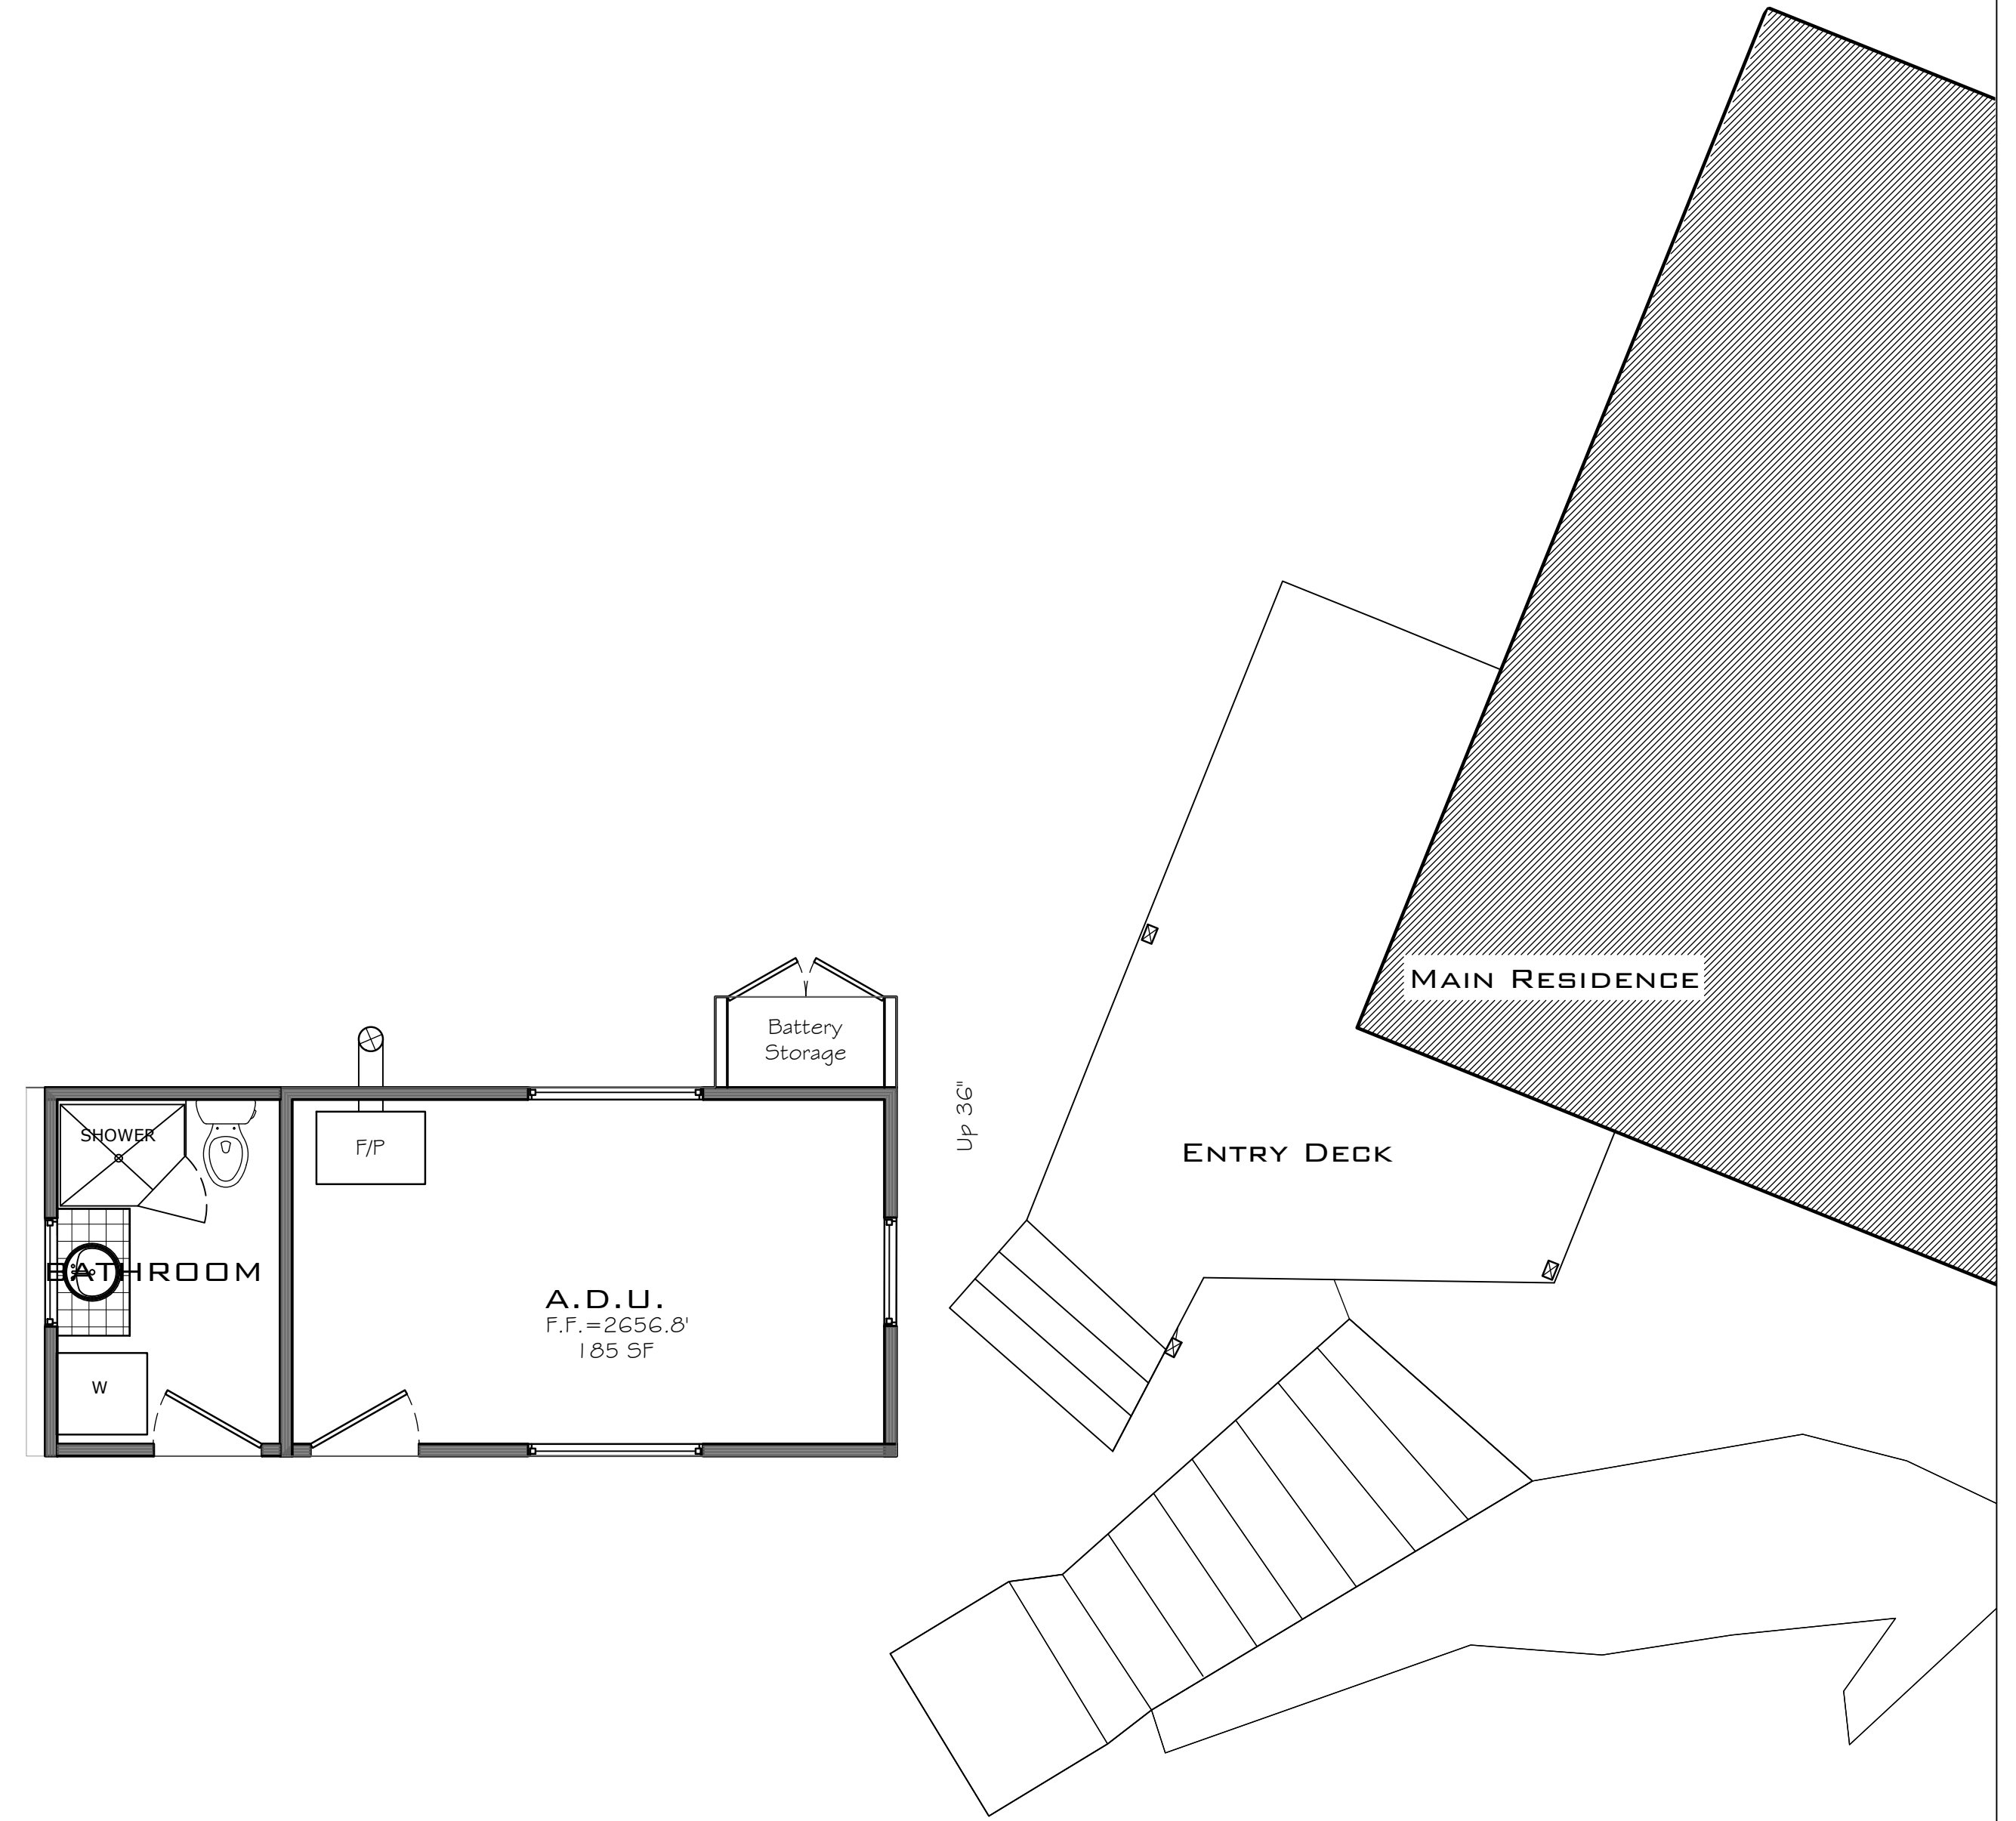 MAIN RESIDENCE
Battery
Storage
Up 36"
SHOWER
F/P
ENTRY DECK
BATHROOM
A.D.U.
F.F.=2656.8'
185 SF
W